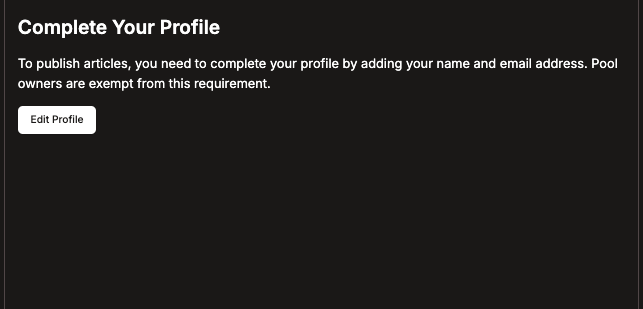 Complete Your Profile
To publish articles, you need to complete your profile by adding your name and email address. Pool
owners are exempt from this requirement.
Edit Profile